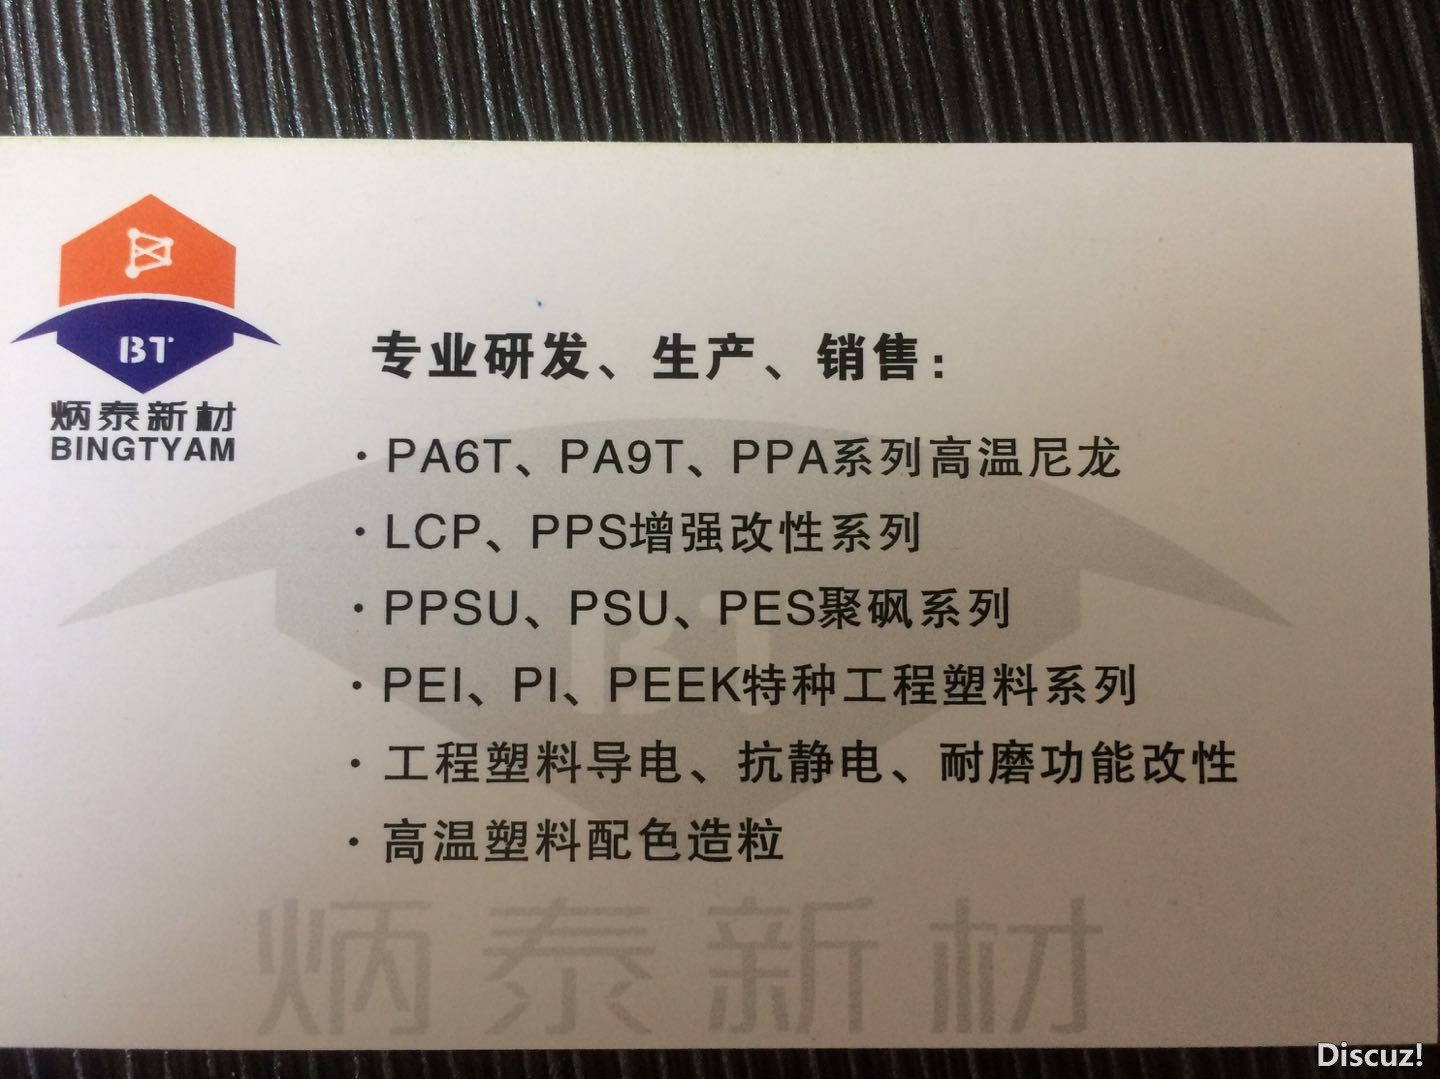 BT
炳泰新材
BINGTYAM
专业研发、生产、销售：
·PA6T、PA9T、PPA系列高温尼龙
·LCP、PPS增强改性系列
·PPSU、PSU、PES聚砜系列
·PEI、PI、PEEK特种工程塑料系列
·工程塑料导电、抗静电、耐磨功能改性
·高温塑料配色造粒
BT
炳泰新材
Discuz!